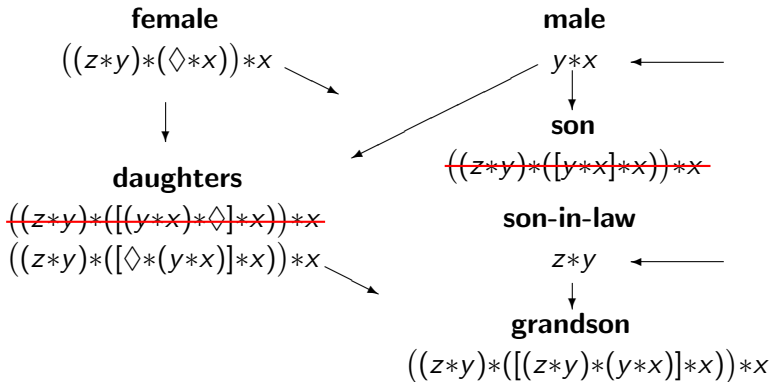 female
((z∗y)∗(◇∗x))∗x
male
y∗x
son
((z∗y)∗([y∗x]∗x))∗x
daughters
((z∗y)∗([(y∗x)∗◇]∗x))∗x
((z∗y)∗([◇∗(y∗x)]∗x))∗x
son-in-law
z∗y
grandson
((z∗y)∗([(z∗y)∗(y∗x)]∗x))∗x